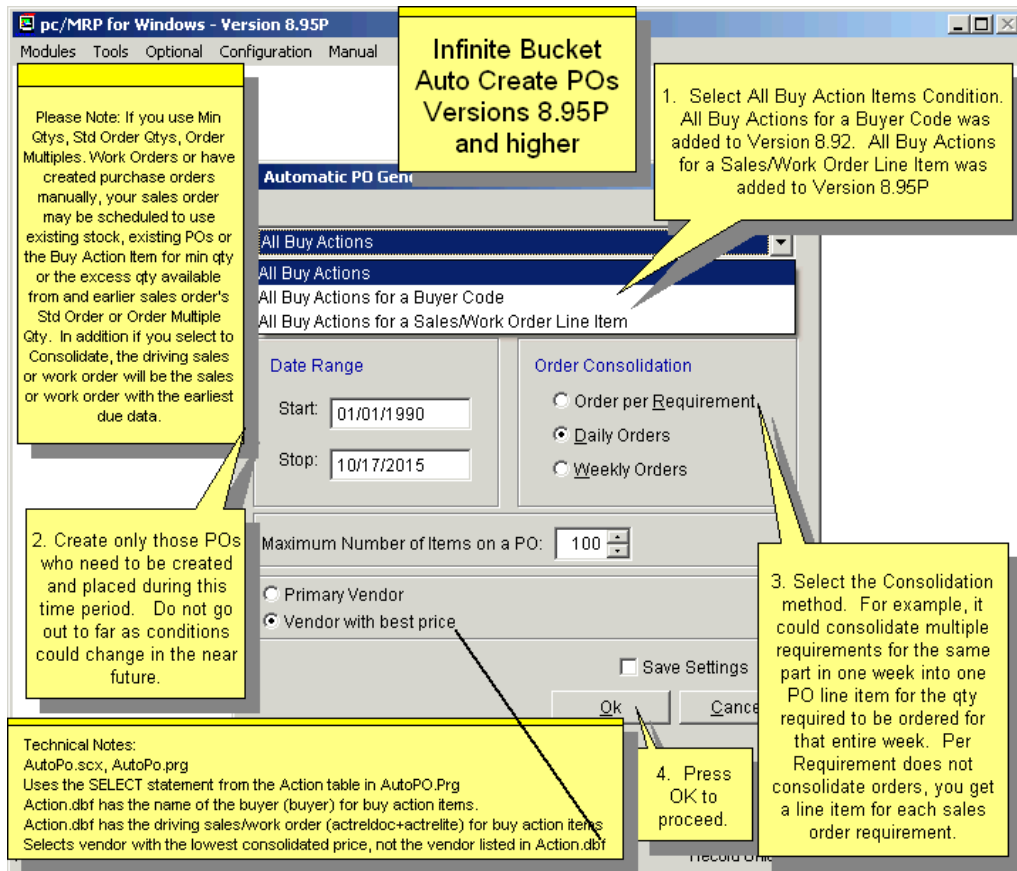 pc/MRP for Windows - Version 8.95P
Modules Tools Optional Configuration Manual
Infinite Bucket
Auto Create POs
Versions 8.95P
and higher
Please Note: If you use Min
Qtys, Std Order Qtys, Order
Multiples. Work Orders or have
created purchase orders
manually, your sales order
may be scheduled to use
existing stock, existing POs or
the Buy Action Item for min qty
or the excess qty available
from and earlier sales order's
Std Order or Order Multiple
Qty. In addition if you select to
Consolidate, the driving sales
or work order will be the sales
or work order with the earliest
due data.
1. Select All Buy Action Items Condition.
All Buy Actions for a Buyer Code was
added to Version 8.92. All Buy Actions
for a Sales/Work Order Line Item was
added to Version 8.95P
Automatic PO Gen
All Buy Actions
All Buy Actions
All Buy Actions for a Buyer Code
All Buy Actions for a Sales/Work Order Line Item
Date Range
Start: 01/01/1990
Stop: 10/17/2015
Order Consolidation
Order per Requirement
Daily Orders
Weekly Orders
2. Create only those POs
who need to be created
and placed during this
time period. Do not go
out to far as conditions
could change in the near
future.
Maximum Number of Items on a PO: 100
Primary Vendor
Vendor with best price
Save Settings
Ok Cance
3. Select the Consolidation
method. For example, it
could consolidate multiple
requirements for the same
part in one week into one
PO line item for the qty
required to be ordered for
that entire week. Per
Requirement does not
consolidate orders, you get
a line item for each sales
order requirement.
4. Press
OK to
proceed.
Technical Notes:
AutoPo.scx, AutoPo.prg
Uses the SELECT statement from the Action table in AutoPO.Prg
Action.dbf has the name of the buyer (buyer) for buy action items.
Action.dbf has the driving sales/work order (actreldoc+actrelite) for buy action items
Selects vendor with the lowest consolidated price, not the vendor listed in Action.dbf